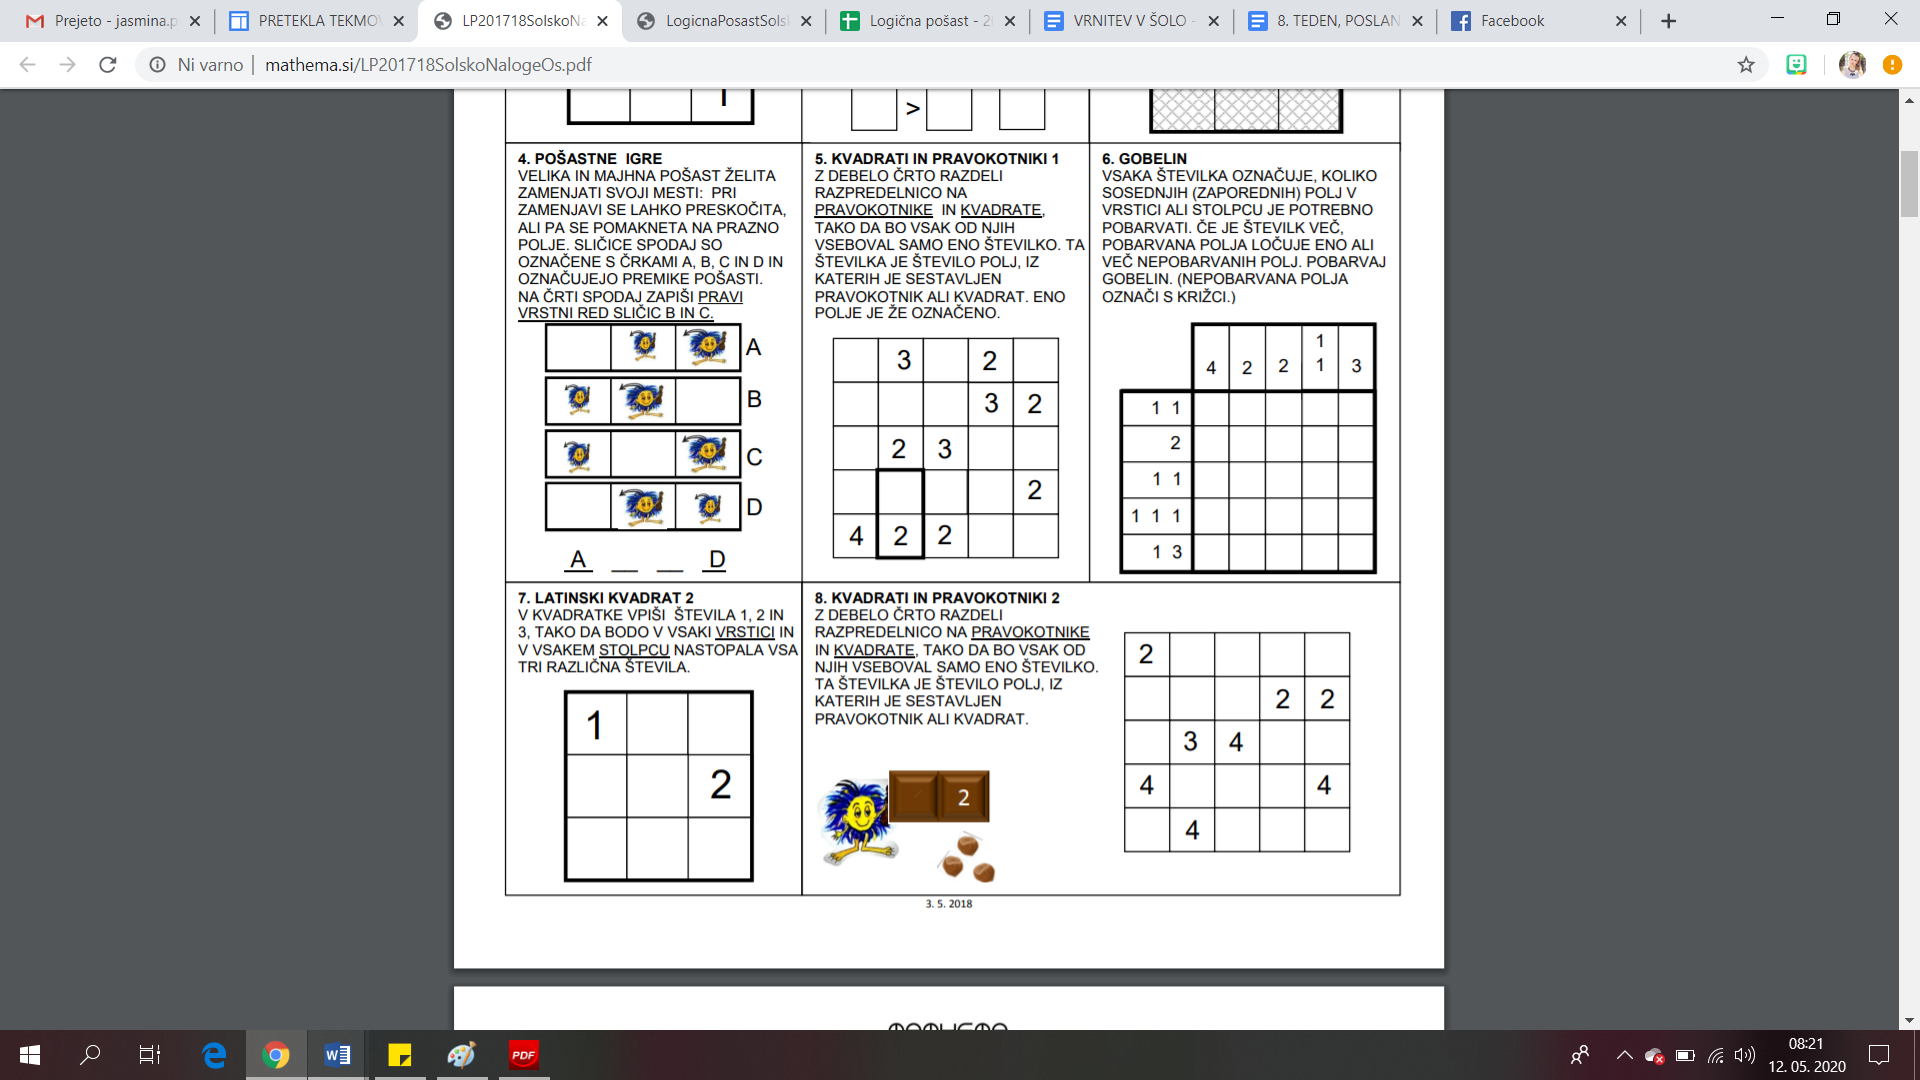 Prejeto - jasmina.p
PRETEKLA TEKMOV
LP201718SolskoNa
LogicnaPosastSols
Logična pošast - 20
VRNITEV V ŠOLO -
8. TEDEN, POSLAN
Facebook
Ni varno | mathema.si/LP201718SolskoNalogeOs.pdf
1
>
4. POŠASTNE IGRE
VELIKA IN MAJHNA POŠAST ŽELITA
ZAMENJATI SVOJI MESTI: PRI
ZAMENJAVI SE LAHKO PRESKOČITA,
ALI PA SE POMAKNETA NA PRAZNO
POLJE. SLIČICE SPODAJ SO
OZNAČENE S ČRKAMI A, B, C IN D IN
OZNAČUJEJO PREMIKE POŠASTI.
NA ČRTI SPODAJ ZAPIŠI PRAVI
VRSTNI RED SLIČIC B IN C.
A
B
C
D
A __ __ D
5. KVADRATI IN PRAVOKOTNIKI 1
Z DEBELO ČRTO RAZDELI
RAZPREDELNICO NA
PRAVOKOTNIKE IN KVADRATE,
TAKO DA BO VSAK OD NJIH
VSEBOVAL SAMO ENO ŠTEVILKO. TA
ŠTEVILKA JE ŠTEVILO POLJ, IZ
KATERIH JE SESTAVLJEN
PRAVOKOTNIK ALI KVADRAT. ENO
POLJE JE ŽE OZNAČENO.
3 2
3 2
2 3
2
4 2 2
6. GOBELIN
VSAKA ŠTEVILKA OZNAČUJE, KOLIKO
SOSEDNJIH (ZAPOREDNIH) POLJ V
VRSTICI ALI STOLPCU JE POTREBNO
POBARVATI. ČE JE ŠTEVILK VEČ,
POBARVANA POLJA LOČUJE ENO ALI
VEČ NEPOBARVANIH POLJ. POBARVAJ
GOBELIN. (NEPOBARVANA POLJA
OZNAČI S KRIŽCI.)
1
4 2 2 1 3
1 1
2
1 1
1 1 1
1 3
7. LATINSKI KVADRAT 2
V KVADRATKE VPIŠI ŠTEVILA 1, 2 IN
3, TAKO DA BODO V VSAKI VRSTICI IN
V VSAKEM STOLPCU NASTOPALA VSA
TRI RAZLIČNA ŠTEVILA.
1
2
8. KVADRATI IN PRAVOKOTNIKI 2
Z DEBELO ČRTO RAZDELI
RAZPREDELNICO NA PRAVOKOTNIKE
IN KVADRATE, TAKO DA BO VSAK OD
NJIH VSEBOVAL SAMO ENO ŠTEVILKO.
TA ŠTEVILKA JE ŠTEVILO POLJ, IZ
KATERIH JE SESTAVLJEN
PRAVOKOTNIK ALI KVADRAT.
2
2
2 2
3 4
4 4
4
3. 5. 2018
PDF
08:21
12. 05. 2020